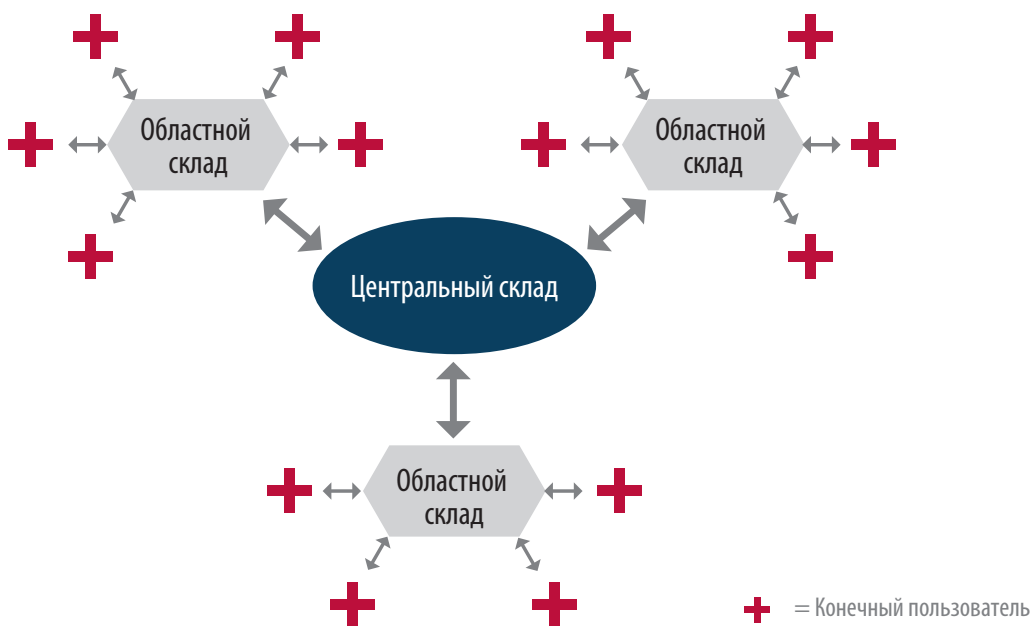 Областной
склад
Областной
склад
Центральный склад
Областной
склад
= Конечный пользователь